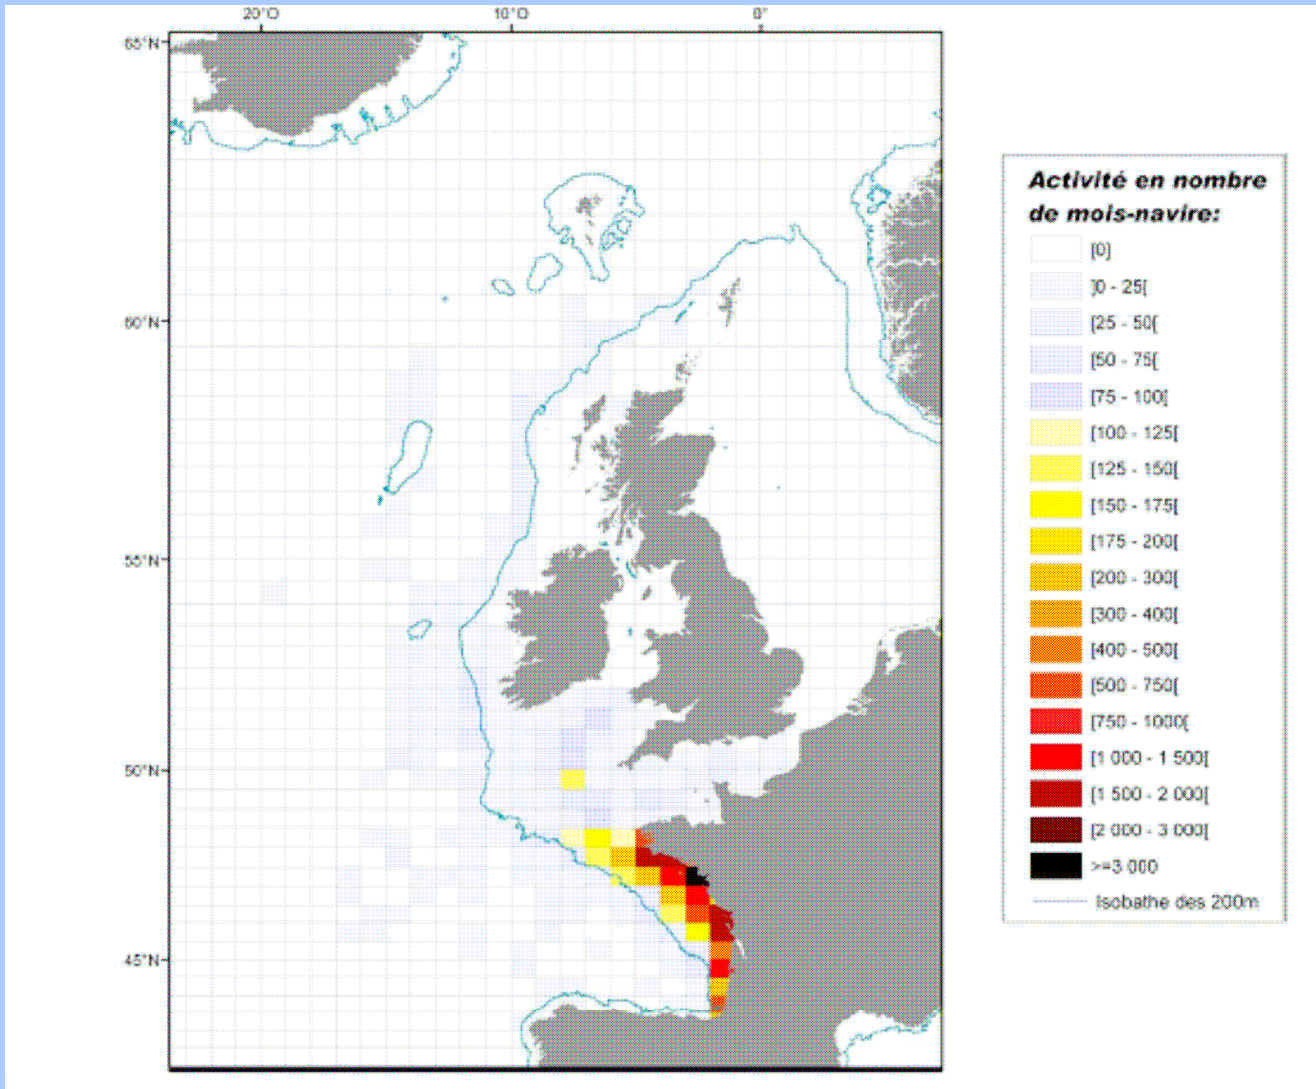 20°O 10°O 0°
65°N
60°N
55°N
50°N
45°N
Activité en nombre
de mois-navire:
[0]
]0 - 25[
[25 - 50[
[50 - 75[
[75 - 100[
[100 - 125[
[125 - 150[
[150 - 175[
[175 - 200[
[200 - 300[
[300 - 400[
[400 - 500[
[500 - 750[
[750 - 1000[
[1 000 - 1 500[
[1 500 - 2 000[
[2 000 - 3 000[
>=3 000
Isobathe des 200m